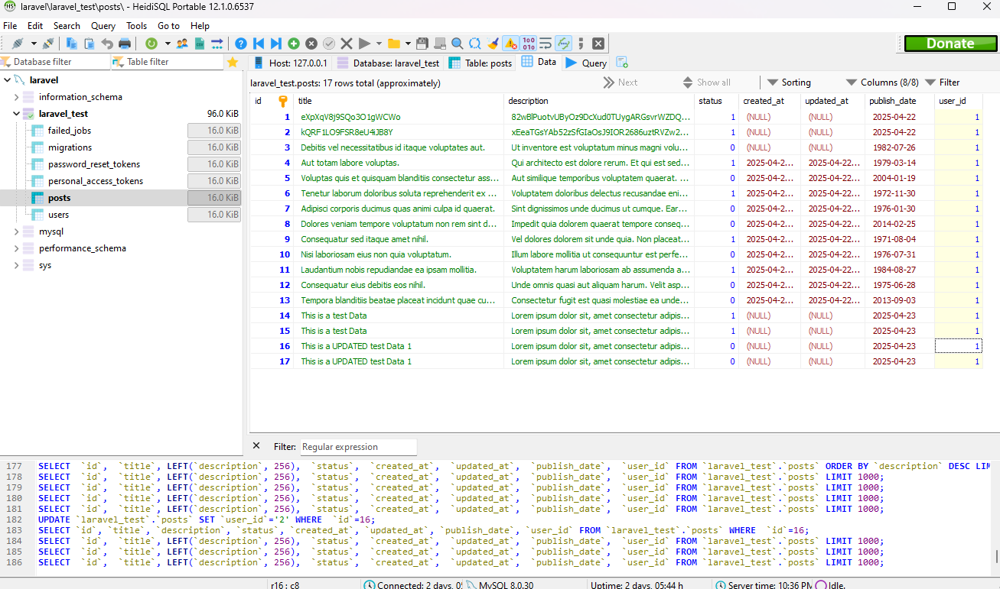 laravel\laravel_test\posts\ - HeidiSQL Portable 12.1.0.6537
File Edit Search Query Tools Go to Help
Donate
Database filter Table filter
Host: 127.0.0.1 Database: laravel_test Table: posts Data Query
laravel
information_schema
laravel_test 96.0 KiB
failed_jobs 16.0 KiB
migrations 16.0 KiB
password_reset_tokens 16.0 KiB
personal_access_tokens 16.0 KiB
posts 16.0 KiB
users 16.0 KiB
mysql
performance_schema
sys
laravel_test.posts: 17 rows total (approximately) Next Show all Sorting Columns (8/8) Filter
id title description status created_at updated_at publish_date user_id
1 eXpXqV8j9SQo3O1gWCWo 82wBlPuotvUByOz9DcXud0TUygARGsvrWZDQ... 1 (NULL) (NULL) 2025-04-22 1
2 kQRF1LO9FSR8eU4iJB8Y xEeaTGsYAb52zSfGIaOsJ9IOR2686uztRVZw2... 1 (NULL) (NULL) 2025-04-22 1
3 Debitis vel necessitatibus id itaque voluptates aut. Ut inventore est voluptatum minus magni volu... 0 (NULL) (NULL) 1982-07-26 1
4 Aut totam labore voluptas. Qui architecto est dolore rerum. Et qui est sed... 1 2025-04-2... 2025-04-22... 1979-03-14 1
5 Voluptas quis et quisquam blanditiis consectetur ass... Aut similique temporibus voluptatem quaerat. ... 0 2025-04-2... 2025-04-22... 2004-01-19 1
6 Tenetur laborum doloribus soluta reprehenderit ex ... Voluptatem doloribus delectus recusandae eni... 1 2025-04-2... 2025-04-22... 1972-11-30 1
7 Adipisci corporis ducimus quas animi culpa id quaerat. Sint dignissimos unde ducimus ut cumque. Ear... 0 2025-04-2... 2025-04-22... 1976-01-30 1
8 Dolores veniam tempore voluptatum non rem sint d... Impedit quia dolorem quaerat tempore conseq... 0 2025-04-2... 2025-04-22... 2014-02-25 1
9 Consequatur sed itaque amet nihil. Vel dolores dolorem sit unde quia. Non placeat... 1 2025-04-2... 2025-04-22... 1971-08-04 1
10 Nisi laboriosam eius non quia voluptatum. Illum labore mollitia ut consequuntur est perfe... 0 2025-04-2... 2025-04-22... 1976-07-31 1
11 Laudantium nobis repudiandae ea ipsam mollitia. Voluptatem harum laboriosam ab assumenda a... 1 2025-04-2... 2025-04-22... 1984-08-27 1
12 Consequatur eius debitis eos nihil. Unde omnis quasi aut aliquam harum. Velit asp... 0 2025-04-2... 2025-04-22... 1975-06-28 1
13 Tempora blanditiis beatae placeat incidunt quae cu... Consectetur fugit est quasi molestiae ea unde... 0 2025-04-2... 2025-04-22... 2013-09-03 1
14 This is a test Data Lorem ipsum dolor sit, amet consectetur adipis... 1 (NULL) (NULL) 2025-04-23 1
15 This is a test Data Lorem ipsum dolor sit, amet consectetur adipis... 1 (NULL) (NULL) 2025-04-23 1
16 This is a UPDATED test Data 1 Lorem ipsum dolor sit, amet consectetur adipis... 0 (NULL) (NULL) 2025-04-23 1
17 This is a UPDATED test Data 1 Lorem ipsum dolor sit, amet consectetur adipis... 0 (NULL) (NULL) 2025-04-23 1
Filter: Regular expression
177 SELECT `id`, `title`, LEFT(`description`, 256), `status`, `created_at`, `updated_at`, `publish_date`, `user_id` FROM `laravel_test`.`posts` ORDER BY `description` DESC LIM
178 SELECT `id`, `title`, LEFT(`description`, 256), `status`, `created_at`, `updated_at`, `publish_date`, `user_id` FROM `laravel_test`.`posts` LIMIT 1000;
179 SELECT `id`, `title`, LEFT(`description`, 256), `status`, `created_at`, `updated_at`, `publish_date`, `user_id` FROM `laravel_test`.`posts` LIMIT 1000;
180 SELECT `id`, `title`, LEFT(`description`, 256), `status`, `created_at`, `updated_at`, `publish_date`, `user_id` FROM `laravel_test`.`posts` LIMIT 1000;
181 SELECT `id`, `title`, LEFT(`description`, 256), `status`, `created_at`, `updated_at`, `publish_date`, `user_id` FROM `laravel_test`.`posts` LIMIT 1000;
182 UPDATE `laravel_test`.`posts` SET `user_id`='2' WHERE `id`=16;
183 SELECT `id`, `title`, `description`, `status`, `created_at`, `updated_at`, `publish_date`, `user_id` FROM `laravel_test`.`posts` WHERE `id`=16;
184 SELECT `id`, `title`, LEFT(`description`, 256), `status`, `created_at`, `updated_at`, `publish_date`, `user_id` FROM `laravel_test`.`posts` LIMIT 1000;
185 SELECT `id`, `title`, LEFT(`description`, 256), `status`, `created_at`, `updated_at`, `publish_date`, `user_id` FROM `laravel_test`.`posts` LIMIT 1000;
186 SELECT `id`, `title`, LEFT(`description`, 256), `status`, `created_at`, `updated_at`, `publish_date`, `user_id` FROM `laravel_test`.`posts` LIMIT 1000;
r16 : c8 Connected: 2 days, MySQL 8.0.30 Uptime: 2 days, 05:44 h Server time: 10:36 PM Idle.